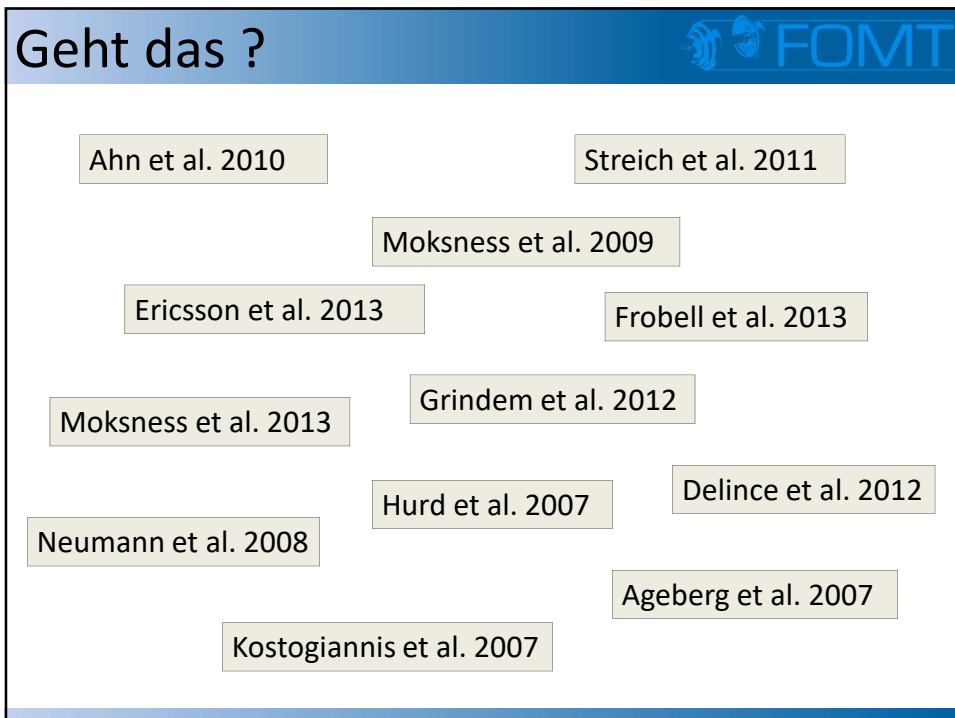 Geht das ?
FOMT
Ahn et al. 2010
Streich et al. 2011
Moksness et al. 2009
Ericsson et al. 2013
Frobell et al. 2013
Grindem et al. 2012
Moksness et al. 2013
Delince et al. 2012
Hurd et al. 2007
Neumann et al. 2008
Ageberg et al. 2007
Kostogiannis et al. 2007